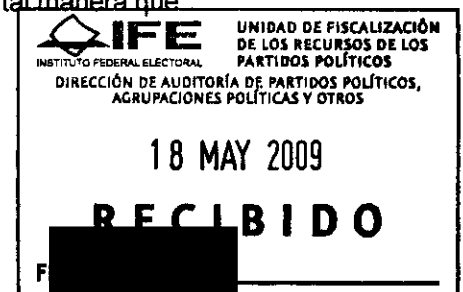 tal manera que
IFE
INSTITUTO FEDERAL ELECTORAL
UNIDAD DE FISCALIZACIÓN
DE LOS RECURSOS DE LOS
PARTIDOS POLÍTICOS
DIRECCIÓN DE AUDITORÍA DE PARTIDOS POLÍTICOS,
AGRUPACIONES POLÍTICAS Y OTROS
18 MAY 2009
RECIBIDO